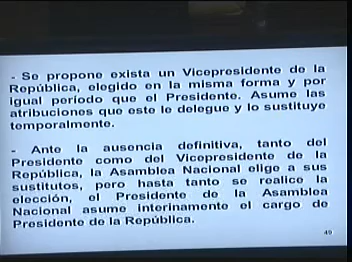 - Se propone exista un Vicepresidente de la
República, elegido en la misma forma y por
igual período que el Presidente. Asume las
atribuciones que este le delegue y lo sustituye
temporalmente.
- Ante la ausencia definitiva, tanto del
Presidente como del Vicepresidente de la
República, la Asamblea Nacional elige a sus
sustitutos, pero hasta tanto se realice la
elección, el Presidente de la Asamblea
Nacional asume interinamente el cargo de
Presidente de la República.
49